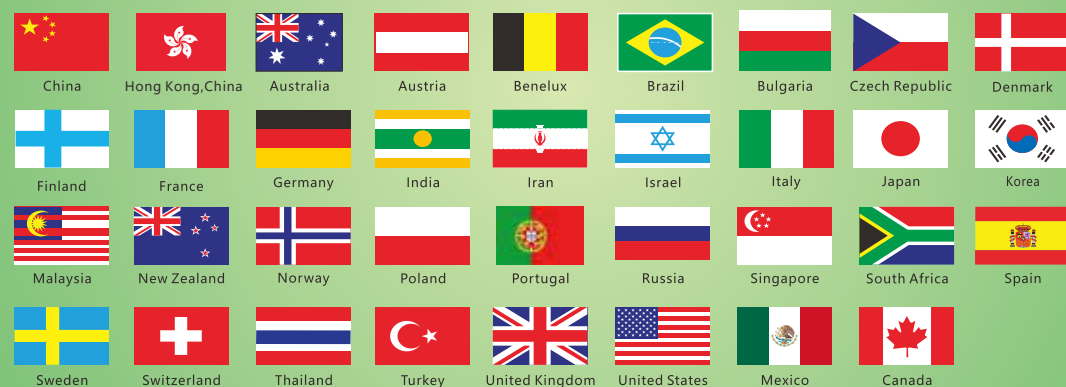 China Hong Kong,China Australia Austria Benelux Brazil Bulgaria Czech Republic Denmark
Finland France Germany India Iran Israel Italy Japan Korea
Malaysia New Zealand Norway Poland Portugal Russia Singapore South Africa Spain
Sweden Switzerland Thailand Turkey United Kingdom United States Mexico Canada